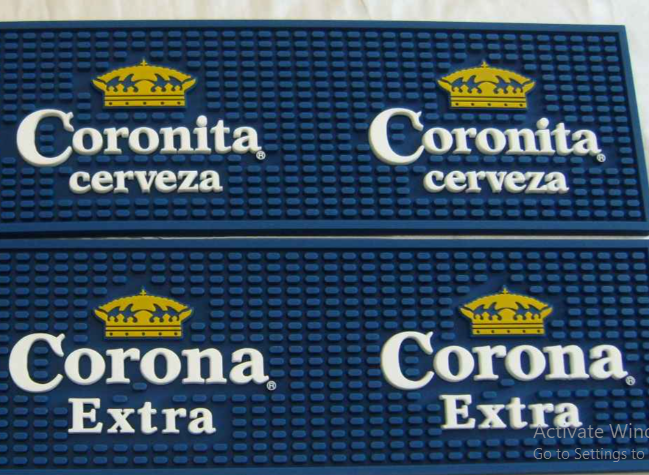 Coronita® Coronita®
cerveza cerveza
Corona® Corona®
Extra Extra
Activate Wind
Go to Settings to